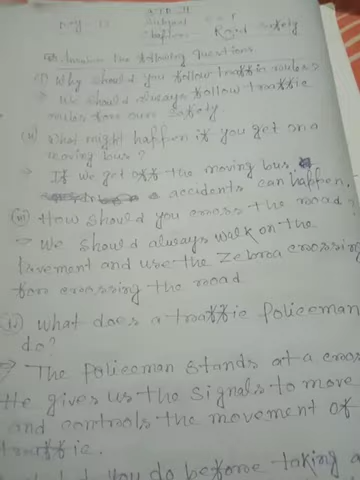 Day - 13
Subject
Chapter Road safety
Answer the following questions
(i) Why should you follow traffic rules
→ We should always follow traffic
rules for our safety
(ii) What might happen if you get on a
moving bus?
→ If we get off the moving bus
accidents can happen.
(iii) How should you cross the road
→ We should always walk on the
Pavement and use the Zebra crossing
for crossing the road
iv) What does a traffic Policeman
do?
→ The Policeman stands at a cross
He gives us the signals to move
and controls the movement of
traffic.
you do before taking a